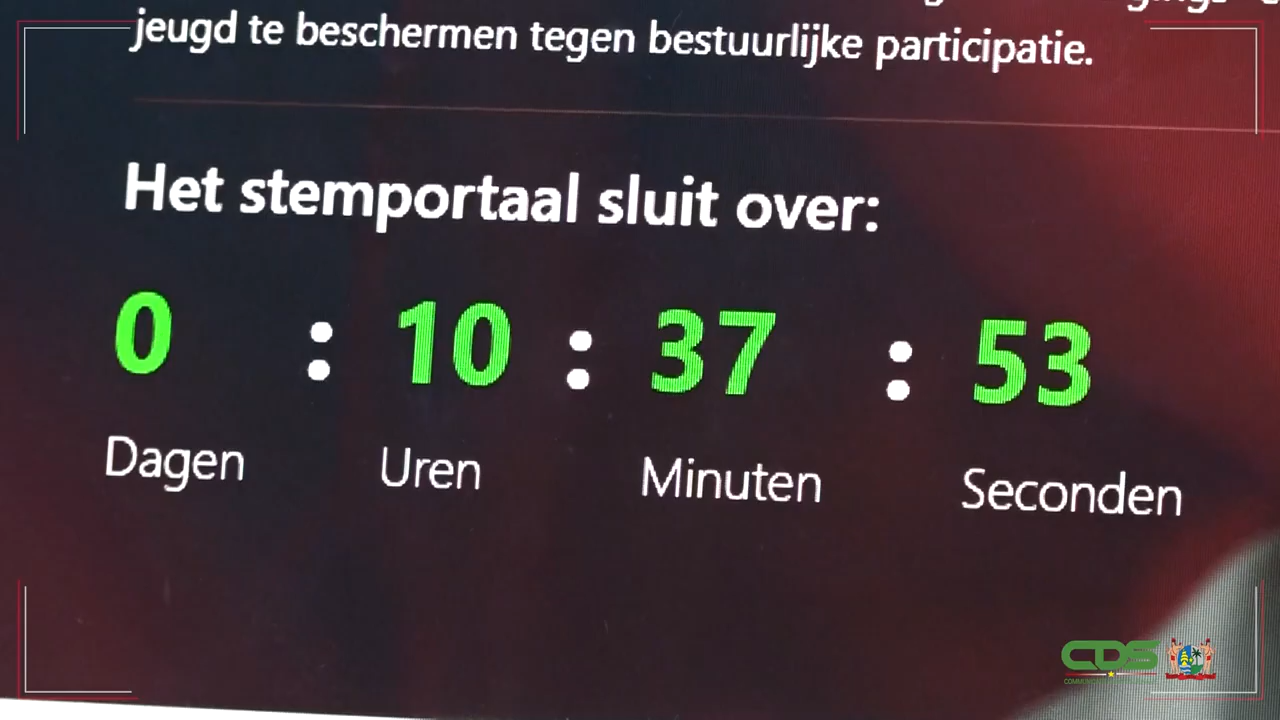 jeugd te beschermen tegen bestuurlijke participatie.
Het stemportaal sluit over:
0 : 10 : 37 : 53
Dagen Uren Minuten Seconden
CDS